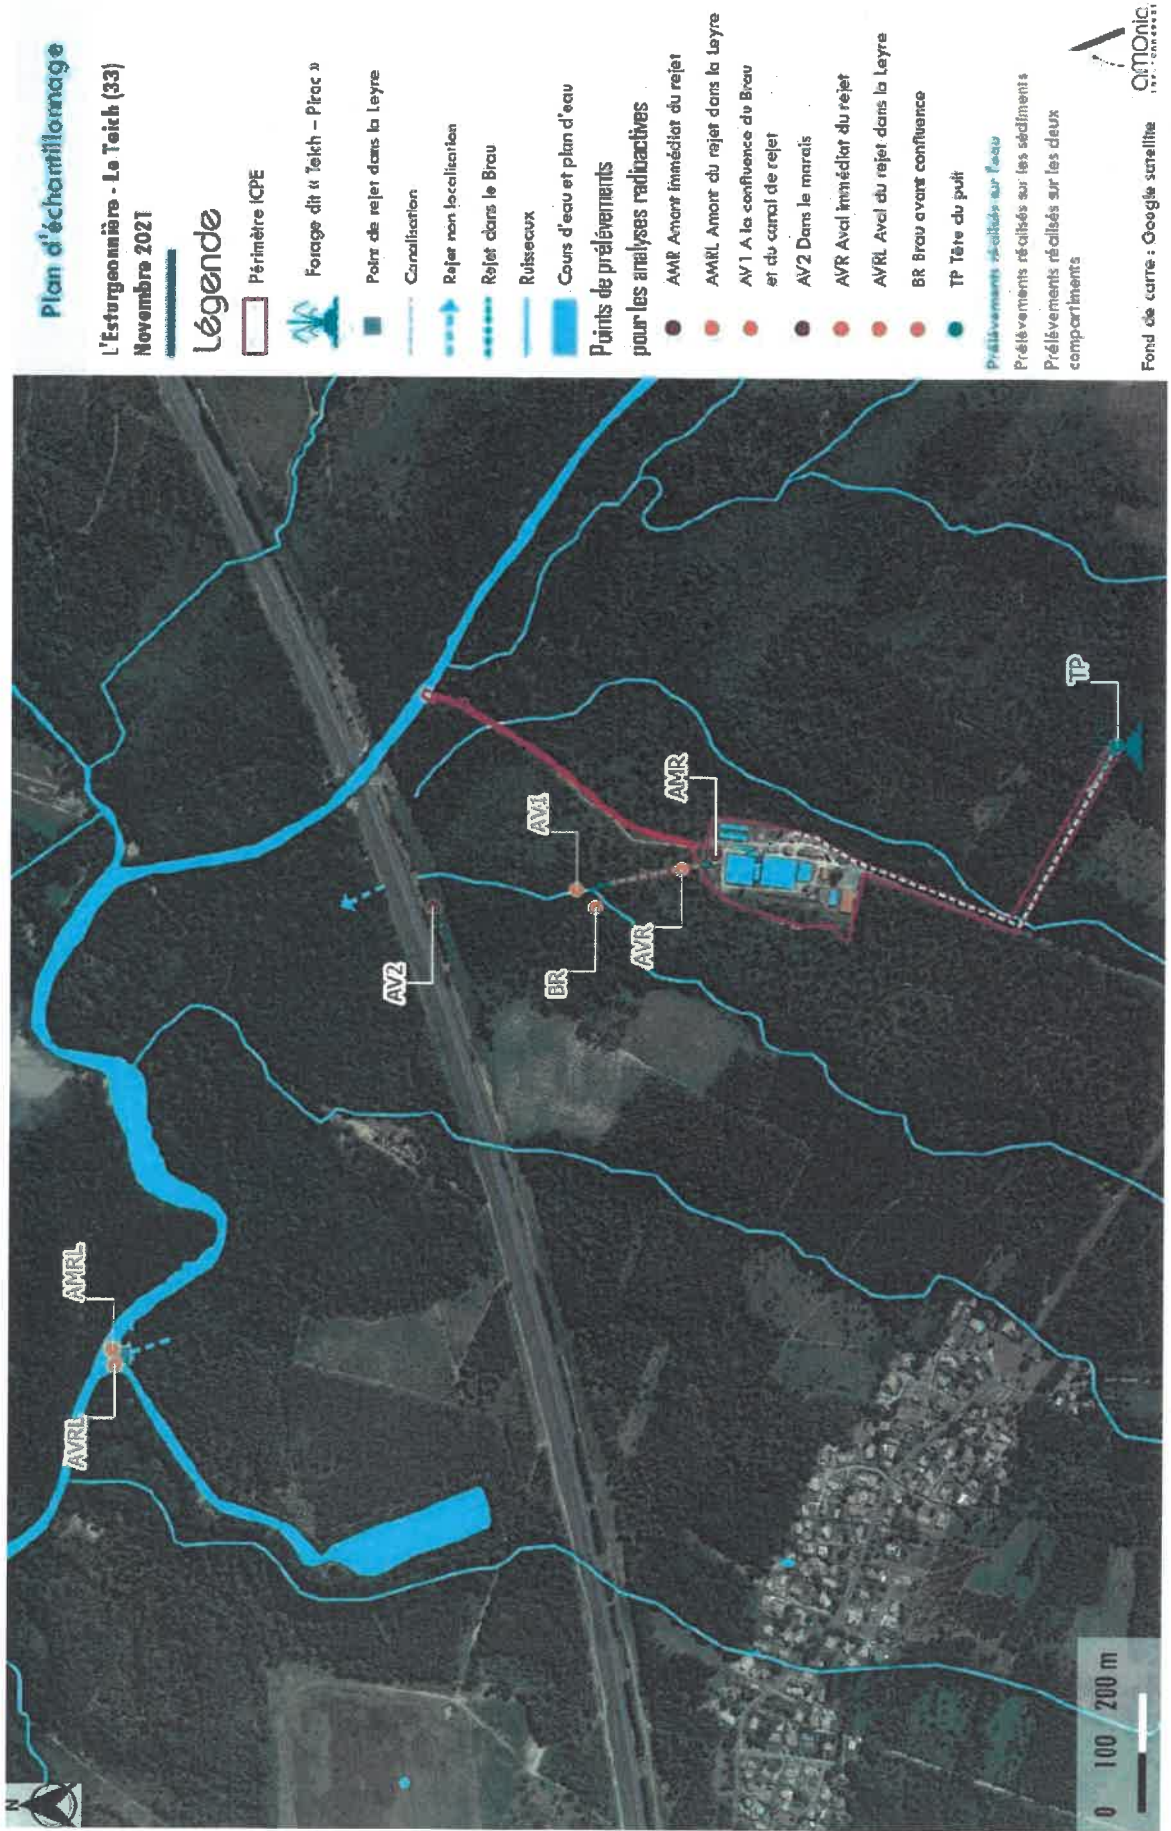 Plan d'échantillonnage
L'Esturgeonnière - Le Teich (33)
Novembre 2021
Légende
Périmètre ICPE
Forage dit « Teich – Pirac »
Point de rejet dans la Leyre
Canalisation
Rejet non localisation
Rejet dans le Brau
Ruisseaux
Cours d'eau et plan d'eau
Points de prélèvements
pour les analyses radioactives
AMR Amont immédiat du rejet
AMRL Amont du rejet dans la Leyre
AV1 A la confluence du Brau
et du canal de rejet
AV2 Dans le marais
AVR Aval immédiat du rejet
AVRL Aval du rejet dans la Leyre
BR Brau avant confluence
TP Tête du puit
Prélèvements réalisés sur l'eau
Prélèvements réalisés sur les sédiments
Prélèvements réalisés sur les deux
compartiments
Fond de carte : Google satellite
amonia
AVRL
AMRL
AV2
AV1
BR
AVR
AMR
TP
N
0 100 200 m